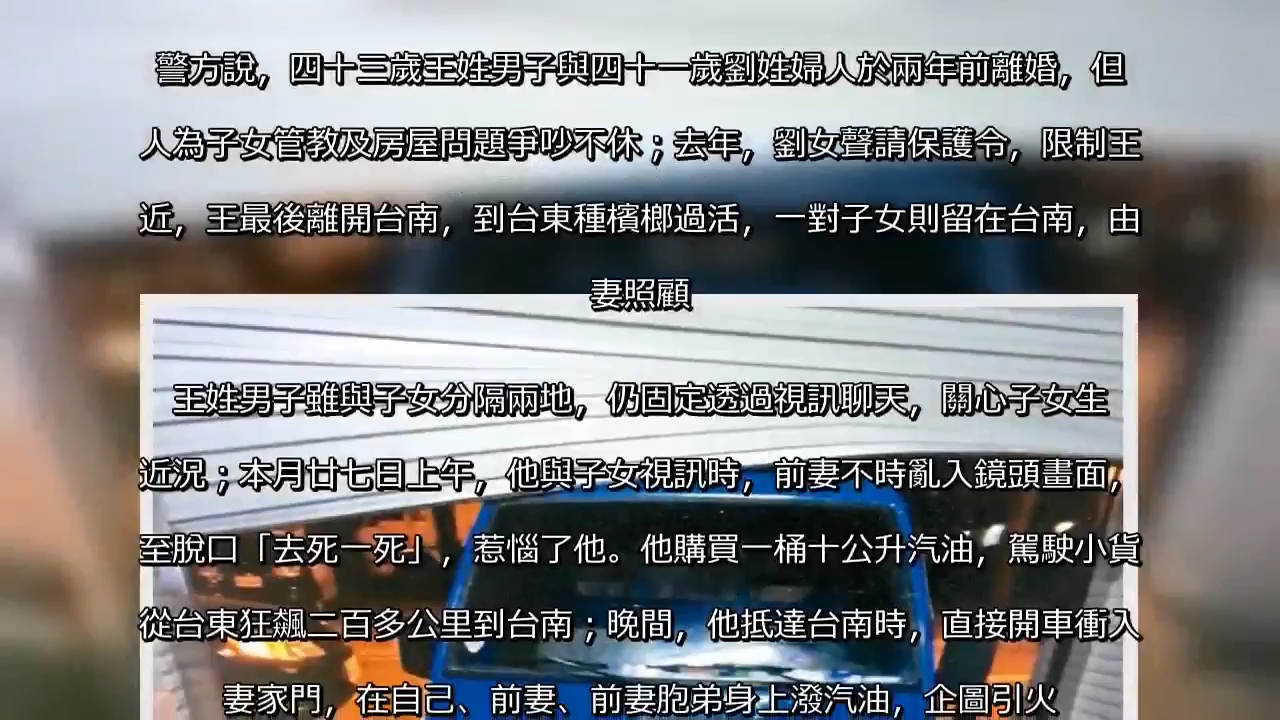 警方說，四十三歲王姓男子與四十一歲劉姓婦人於兩年前離婚，但
人為子女管教及房屋問題爭吵不休；去年，劉女聲請保護令，限制王
近，王最後離開台南，到台東種檳榔過活，一對子女則留在台南，由
妻照顧
王姓男子雖與子女分隔兩地，仍固定透過視訊聊天，關心子女生
近況；本月廿七日上午，他與子女視訊時，前妻不時亂入鏡頭畫面，
至脫口「去死一死」，惹惱了他。他購買一桶十公升汽油，駕駛小貨
從台東狂飆二百多公里到台南；晚間，他抵達台南時，直接開車衝入
妻家門，在自己、前妻、前妻胞弟身上潑汽油，企圖引火